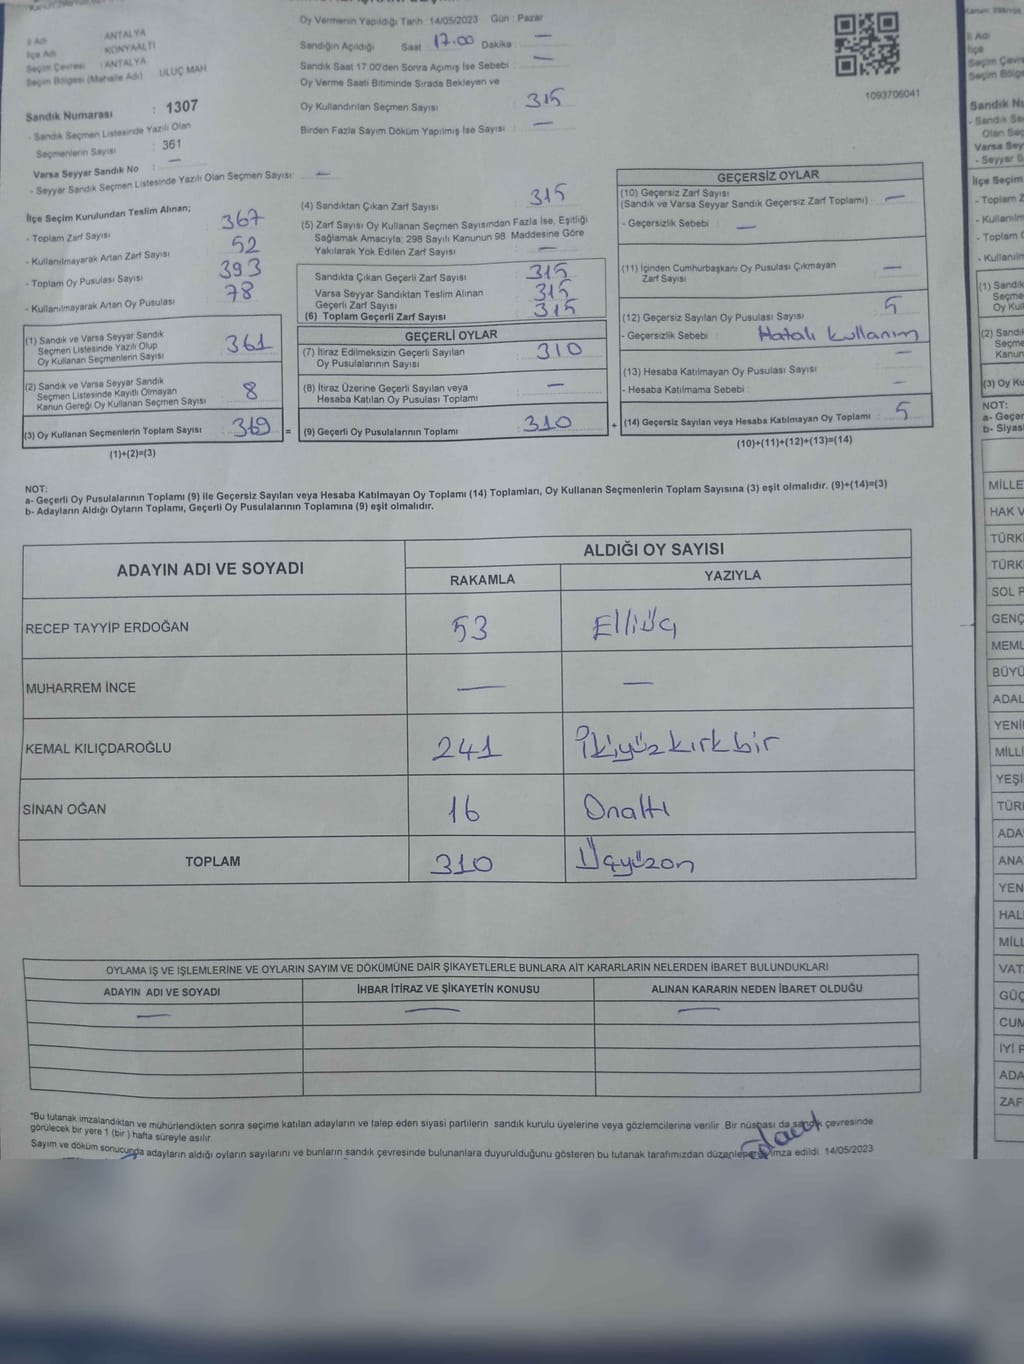 Oy Vermenin Yapıldığı Tarih 14/05/2023 Gün : Pazar
İl Adı : ANTALYA
İlçe Adı : KONYAALTI
Seçim Çevresi : ANTALYA
Seçim Bölgesi (Mahalle Adı) ULUÇ MAH.
Sandığın Açıldığı Saat 17.00 Dakika : —
Sandık Saat 17.00'den Sonra Açılmış İse Sebebi : —
Oy Verme Saati Bitiminde Sırada Bekleyen ve
Oy Kullandırılan Seçmen Sayısı : 315
Birden Fazla Sayım Döküm Yapılmış İse Sayısı : —
1093706041
Sandık Numarası : 1307
- Sandık Seçmen Listesinde Yazılı Olan
Seçmenlerin Sayısı : 361
Varsa Seyyar Sandık No : —
- Seyyar Sandık Seçmen Listesinde Yazılı Olan Seçmen Sayısı: —
İlçe Seçim Kurulundan Teslim Alınan;
- Toplam Zarf Sayısı 367
- Kullanılmayarak Artan Zarf Sayısı 52
- Toplam Oy Pusulası Sayısı 393
- Kullanılmayarak Artan Oy Pusulası 78
(1) Sandık ve Varsa Seyyar Sandık
Seçmen Listesinde Yazılı Olup
Oy Kullanan Seçmenlerin Sayısı 361
(2) Sandık ve Varsa Seyyar Sandık
Seçmen Listesinde Kayıtlı Olmayan
Kanun Gereği Oy Kullanan Seçmen Sayısı 8
(3) Oy Kullanan Seçmenlerin Toplam Sayısı 369 =
(1)+(2)=(3)
(4) Sandıktan Çıkan Zarf Sayısı 315
(5) Zarf Sayısı Oy Kullanan Seçmen Sayısından Fazla İse, Eşitliği
Sağlamak Amacıyla; 298 Sayılı Kanunun 98. Maddesine Göre
Yakılarak Yok Edilen Zarf Sayısı —
Sandıkta Çıkan Geçerli Zarf Sayısı : 315
Varsa Seyyar Sandıktan Teslim Alınan
Geçerli Zarf Sayısı : 315
(6) Toplam Geçerli Zarf Sayısı : 315
GEÇERLİ OYLAR
(7) İtiraz Edilmeksizin Geçerli Sayılan
Oy Pusulalarının Sayısı : 310
(8) İtiraz Üzerine Geçerli Sayılan veya
Hesaba Katılan Oy Pusulası Toplamı : —
(9) Geçerli Oy Pusulalarının Toplamı : 310 +
GEÇERSİZ OYLAR
(10) Geçersiz Zarf Sayısı
(Sandık ve Varsa Seyyar Sandık Geçersiz Zarf Toplamı) : —
- Geçersizlik Sebebi : —
(11) İçinden Cumhurbaşkanı Oy Pusulası Çıkmayan
Zarf Sayısı : —
(12) Geçersiz Sayılan Oy Pusulası Sayısı : 5
- Geçersizlik Sebebi : Hatalı kullanım
(13) Hesaba Katılmayan Oy Pusulası Sayısı : —
- Hesaba Katılmama Sebebi : —
(14) Geçersiz Sayılan veya Hesaba Katılmayan Oy Toplamı : 5
(10)+(11)+(12)+(13)=(14)
NOT:
a- Geçerli Oy Pusulalarının Toplamı (9) ile Geçersiz Sayılan veya Hesaba Katılmayan Oy Toplamı (14) Toplamları, Oy Kullanan Seçmenlerin Toplam Sayısına (3) eşit olmalıdır. (9)+(14)=(3)
b- Adayların Aldığı Oyların Toplamı, Geçerli Oy Pusulalarının Toplamına (9) eşit olmalıdır.
ADAYIN ADI VE SOYADI ALDIĞI OY SAYISI
RAKAMLA YAZIYLA
RECEP TAYYİP ERDOĞAN 53 Elliüç
MUHARREM İNCE — —
KEMAL KILIÇDAROĞLU 241 İkiyüzkırkbir
SİNAN OĞAN 16 Onaltı
TOPLAM 310 Üçyüzon
OYLAMA İŞ VE İŞLEMLERİNE VE OYLARIN SAYIM VE DÖKÜMÜNE DAİR ŞİKAYETLERLE BUNLARA AİT KARARLARIN NELERDEN İBARET BULUNDUKLARI
ADAYIN ADI VE SOYADI İHBAR İTİRAZ VE ŞİKAYETİN KONUSU ALINAN KARARIN NEDEN İBARET OLDUĞU
— — —
*Bu tutanak imzalandıktan ve mühürlendikten sonra seçime katılan adayların ve talep eden siyasi partilerin sandık kurulu üyelerine veya gözlemcilerine verilir. Bir nüshası da sandık çevresinde
görülecek bir yere 1 (bir) hafta süreyle asılır.
Sayım ve döküm sonucunda adayların aldığı oyların sayılarını ve bunların sandık çevresinde bulunanlara duyurulduğunu gösteren bu tutanak tarafımızdan düzenlenerek imza edildi. 14/05/2023
İl Adı
İlçe
Seçim Çevre
Seçim Bölge
Sandık Nu
- Sandık Se
Olan Seç
Varsa Sey
- Seyyar S
İlçe Seçim
- Toplam Z
- Kullanılm
- Toplam O
- Kullanılm
(1) Sandık
Seçme
Oy Kul
(2) Sandı
Seçme
Kanun
(3) Oy Ku
NOT:
a- Geçer
b- Siyas
MİLLE
HAK V
TÜRK
TÜRK
SOL P
GENÇ
MEML
BÜYÜ
ADAL
YENİ
MİLLİ
YEŞİ
TÜRI
ADA
ANA
YEN
HAL
MİLL
VAT
GÜÇ
CUM
İYİ P
ADA
ZAF